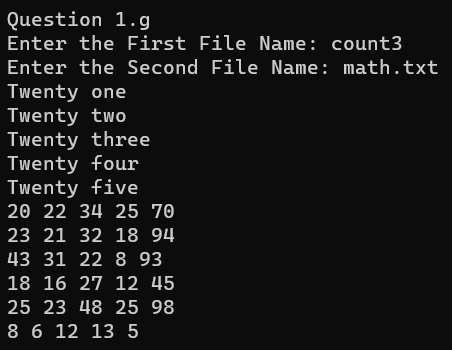 Question 1.g
Enter the First File Name: count3
Enter the Second File Name: math.txt
Twenty one
Twenty two
Twenty three
Twenty four
Twenty five
20 22 34 25 70
23 21 32 18 94
43 31 22 8 93
18 16 27 12 45
25 23 48 25 98
8 6 12 13 5